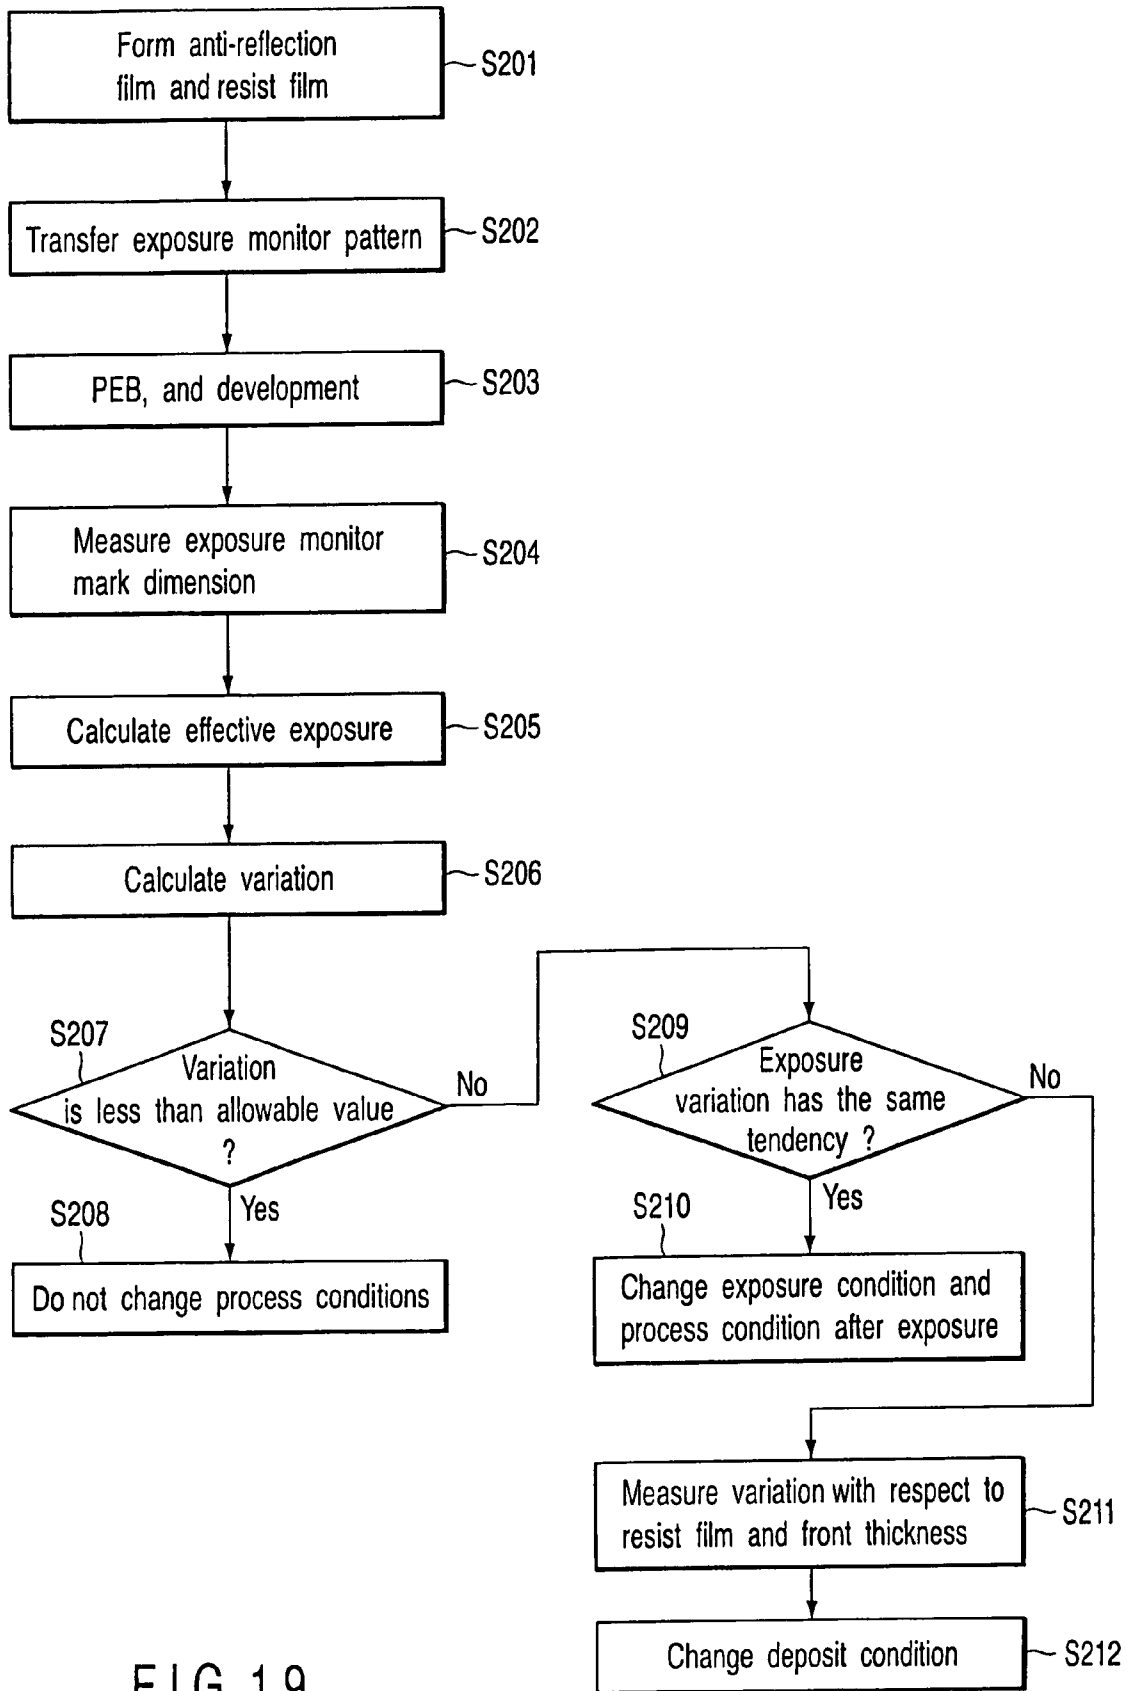 Form anti-reflection
film and resist film
S201
Transfer exposure monitor pattern
S202
PEB, and development
S203
Measure exposure monitor
mark dimension
S204
Calculate effective exposure
S205
Calculate variation
S206
S207
Variation
is less than allowable value
?
No
Yes
S208
Do not change process conditions
S209
Exposure
variation has the same
tendency ?
No
Yes
S210
Change exposure condition and
process condition after exposure
Measure variation with respect to
resist film and front thickness
S211
Change deposit condition
S212
FIG. 19